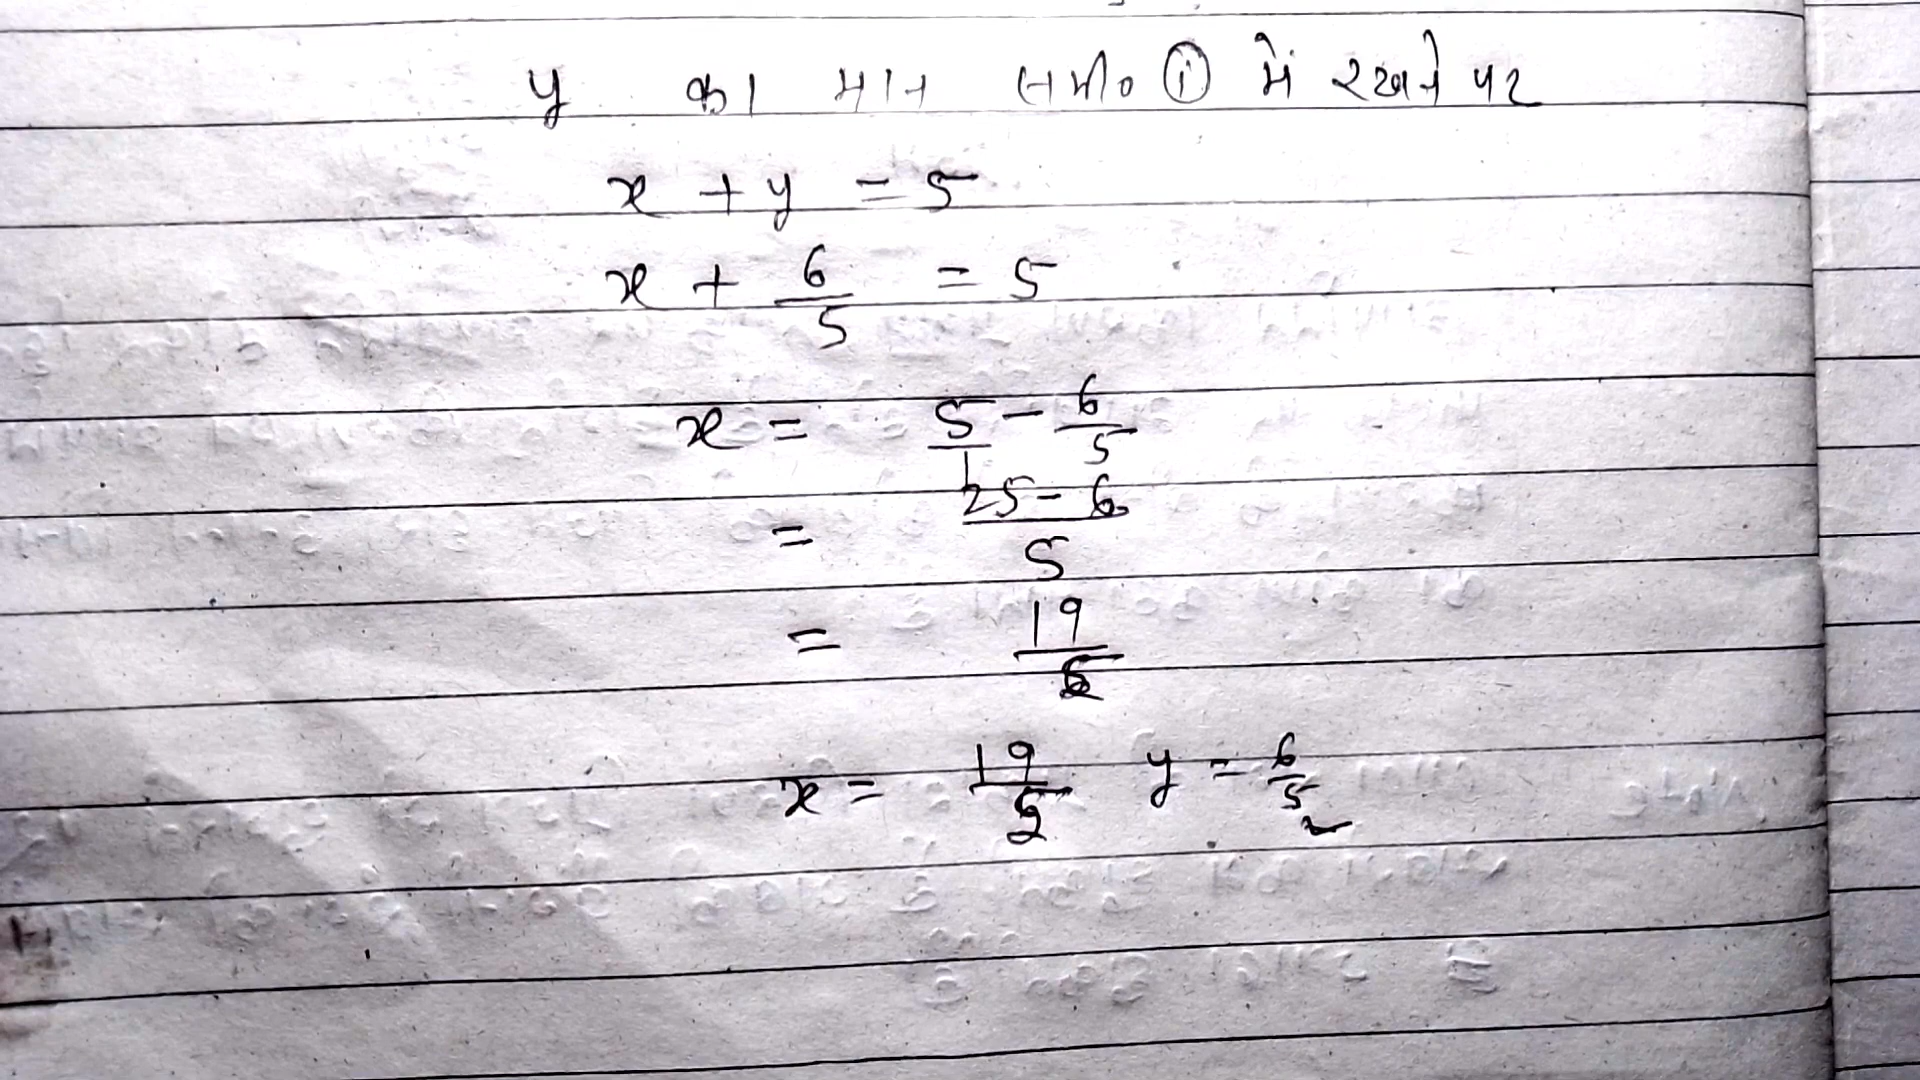 y का मान समी० (i) में रखने पर
x + y = 5
x + 6/5 = 5
x = 5/1 - 6/5
= 25-6/5
= 19/5
x = 19/5 y = 6/5